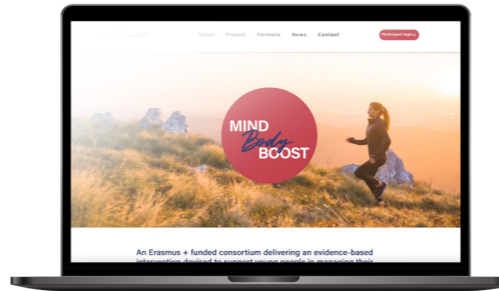 About Project Partners News Contact Participant Inquiry
MIND
Body
BOOST
An Erasmus + funded consortium delivering an evidence-based
intervention devised to support young people in managing their